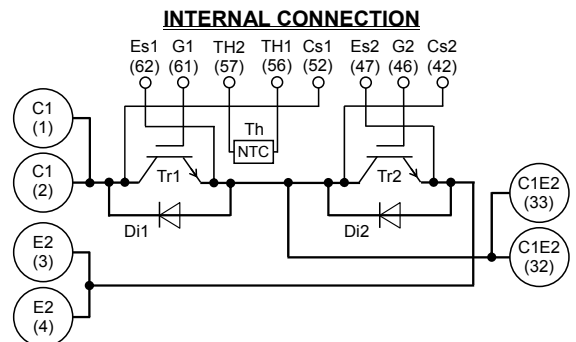 INTERNAL CONNECTION
Es1 G1 TH2 TH1 Cs1 Es2 G2 Cs2
(62) (61) (57) (56) (52) (47) (46) (42)
C1
(1)
Th
NTC
C1
(2)
Tr1
Tr2
C1E2
(33)
Di1
Di2
E2
(3)
C1E2
(32)
E2
(4)